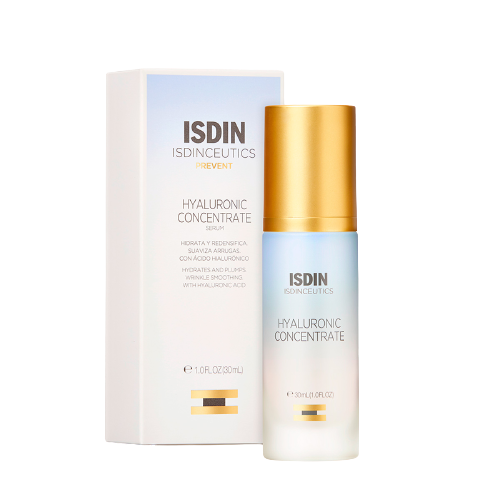 ISDIN
ISDINCEUTICS
PREVENT
HYALURONIC
CONCENTRATE
SERUM
HIDRATA Y REDENSIFICA.
SUAVIZA ARRUGAS.
CON ÁCIDO HIALURÓNICO
HYDRATES AND PLUMPS.
WRINKLE SMOOTHING.
WITH HYALURONIC ACID
℮ 1.0 FL.OZ (30 mL)
ISDIN
ISDINCEUTICS
HYALURONIC
CONCENTRATE
℮ 30 mL (1.0 FL.OZ)